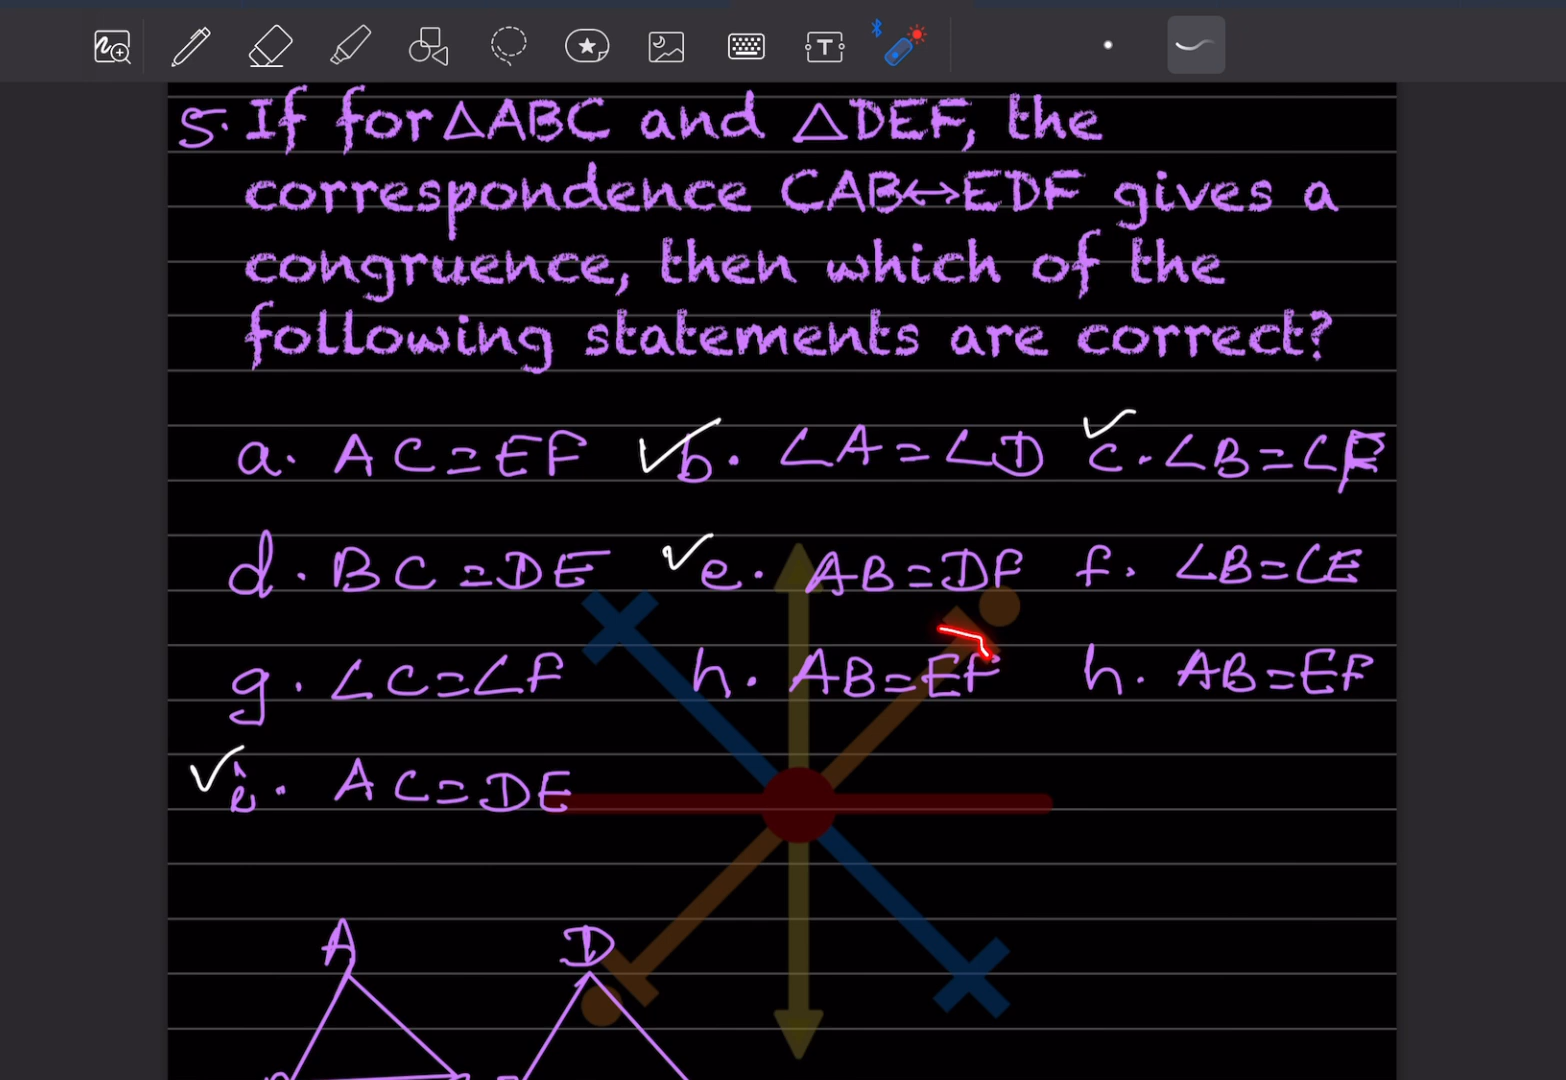 5. If for △ABC and △DEF, the
correspondence CAB↔EDF gives a
congruence, then which of the
following statements are correct?
a. AC=EF ✓b. ∠A=∠D ✓c. ∠B=∠F
d. BC=DE ✓e. AB=DF f. ∠B=∠E
g. ∠C=∠F h. AB=EF h. AB=EF
✓i. AC=DE
A D